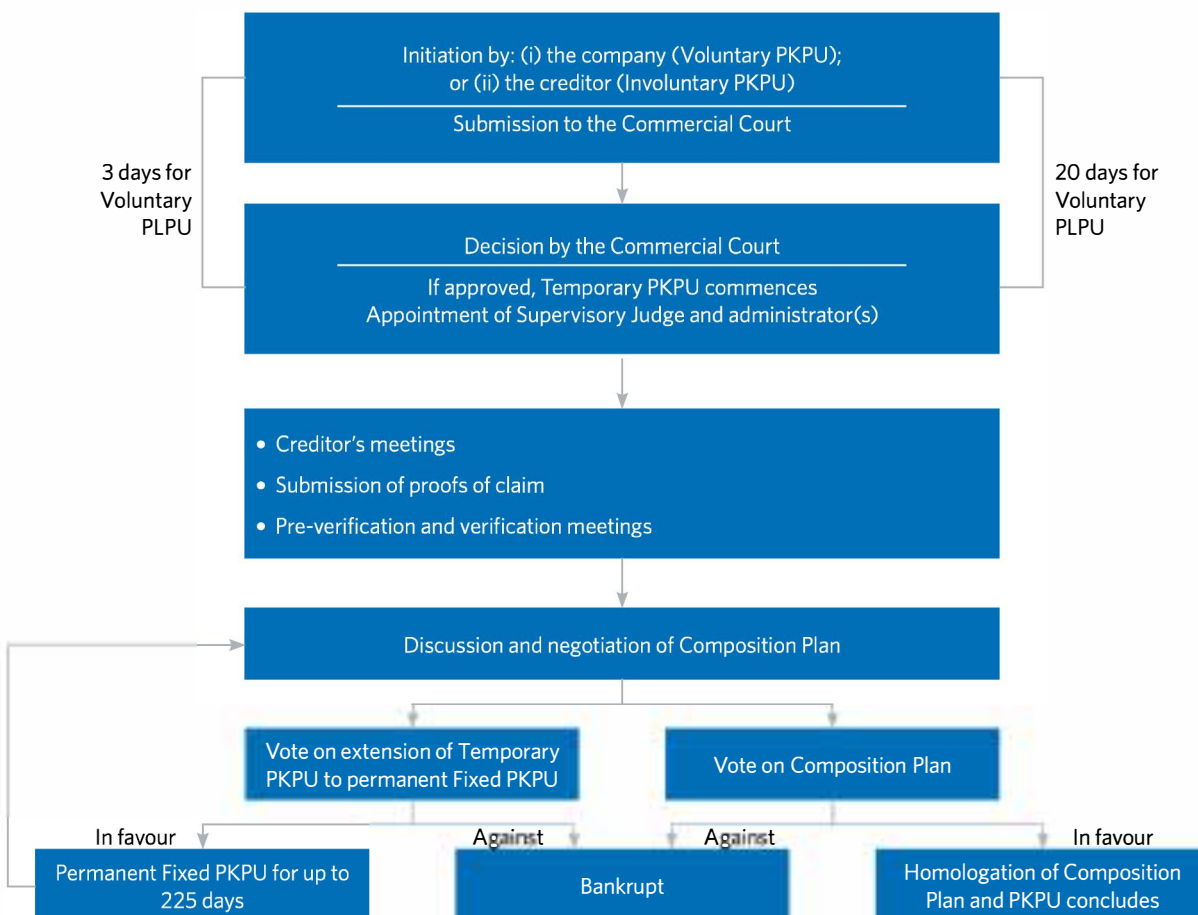 Initiation by: (i) the company (Voluntary PKPU);
or (ii) the creditor (Involuntary PKPU)
Submission to the Commercial Court
3 days for
Voluntary
PLPU
20 days for
Voluntary
PLPU
Decision by the Commercial Court
If approved, Temporary PKPU commences
Appointment of Supervisory Judge and administrator(s)
• Creditor's meetings
• Submission of proofs of claim
• Pre-verification and verification meetings
Discussion and negotiation of Composition Plan
Vote on extension of Temporary
PKPU to permanent Fixed PKPU
Vote on Composition Plan
In favour
Against
Against
In favour
Permanent Fixed PKPU for up to
225 days
Bankrupt
Homologation of Composition
Plan and PKPU concludes